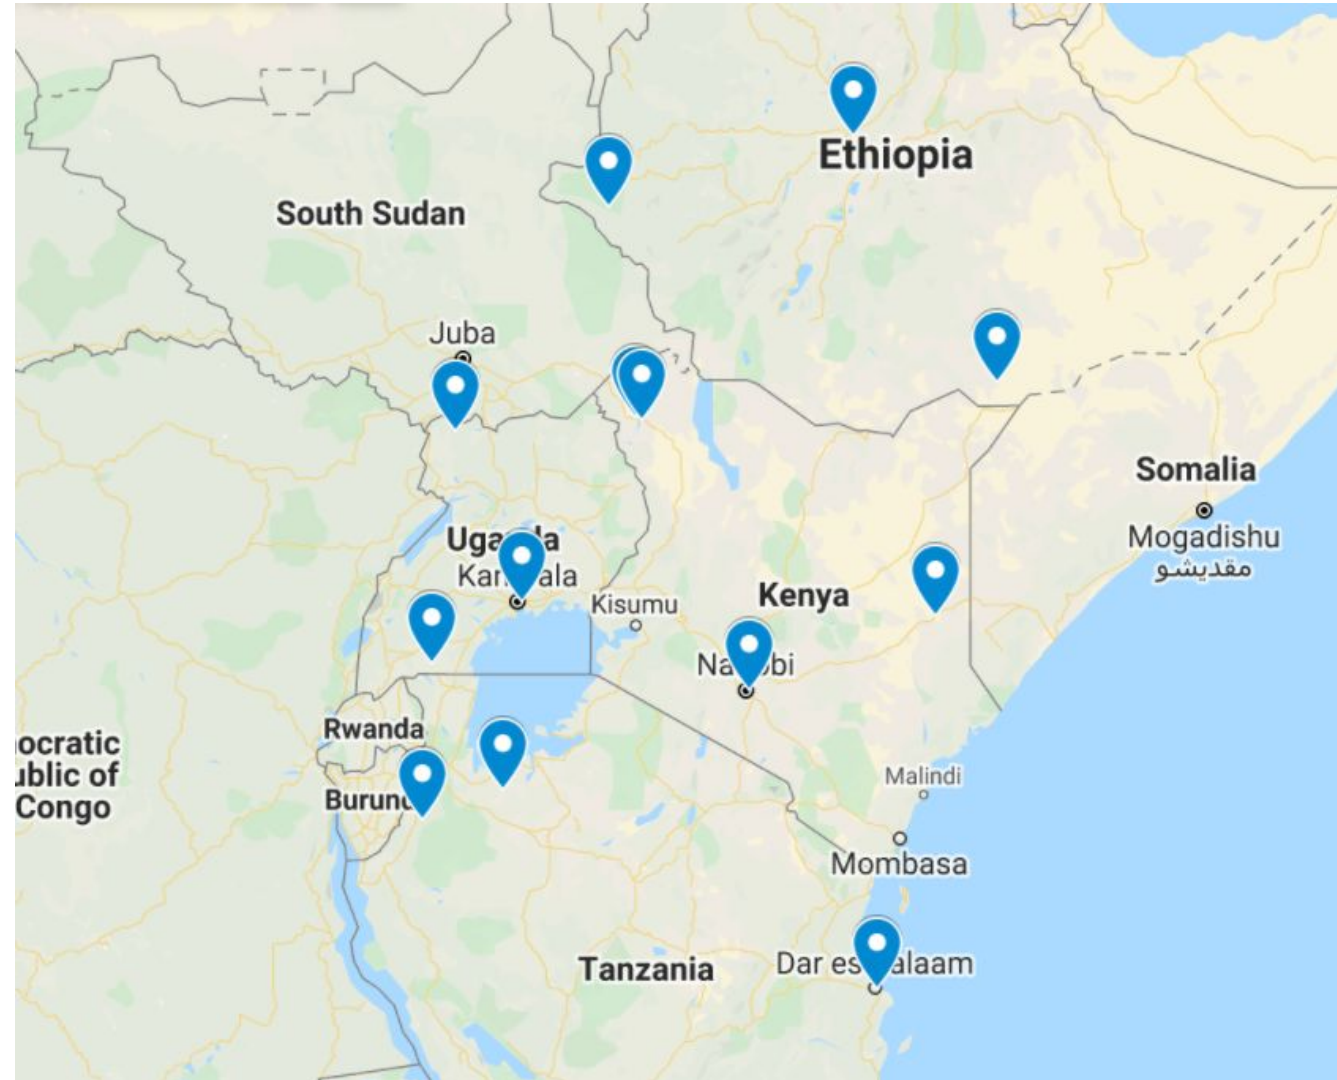 Ethiopia
South Sudan
Juba
Somalia
Mogadishu
مقديشو
Kenya
Kisumu
Rwanda
Malindi
Mombasa
Tanzania
ocratic
ublic of
Congo